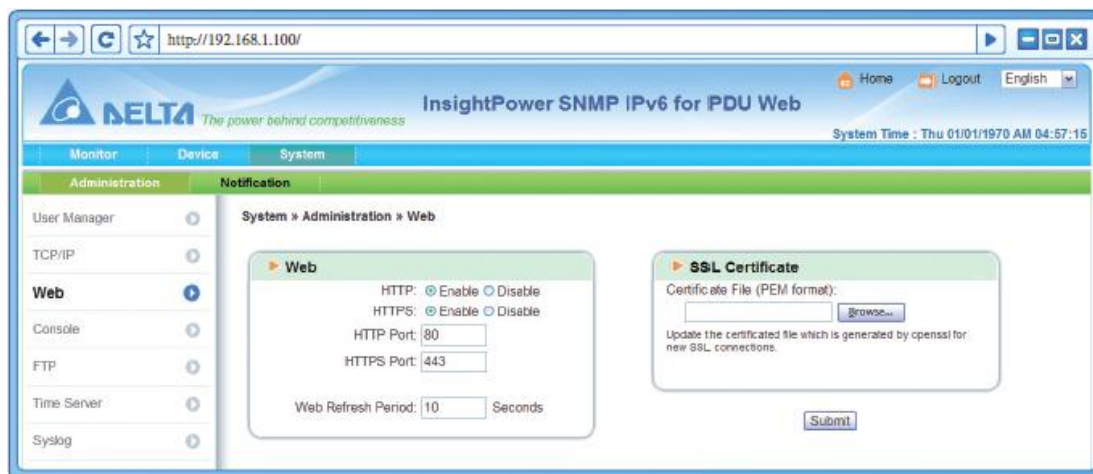 http://192.168.1.100/
Home Logout English
DELTA The power behind competitiveness
InsightPower SNMP IPv6 for PDU Web
System Time : Thu 01/01/1970 AM 04:57:15
Monitor Device System
Administration Notification
User Manager
TCP/IP
Web
Console
FTP
Time Server
Syslog
System » Administration » Web
Web
HTTP: Enable Disable
HTTPS: Enable Disable
HTTP Port: 80
HTTPS Port: 443
Web Refresh Period: 10 Seconds
SSL Certificate
Certificate File (PEM format):
Browse...
Update the certificated file which is generated by openssl for
new SSL connections.
Submit